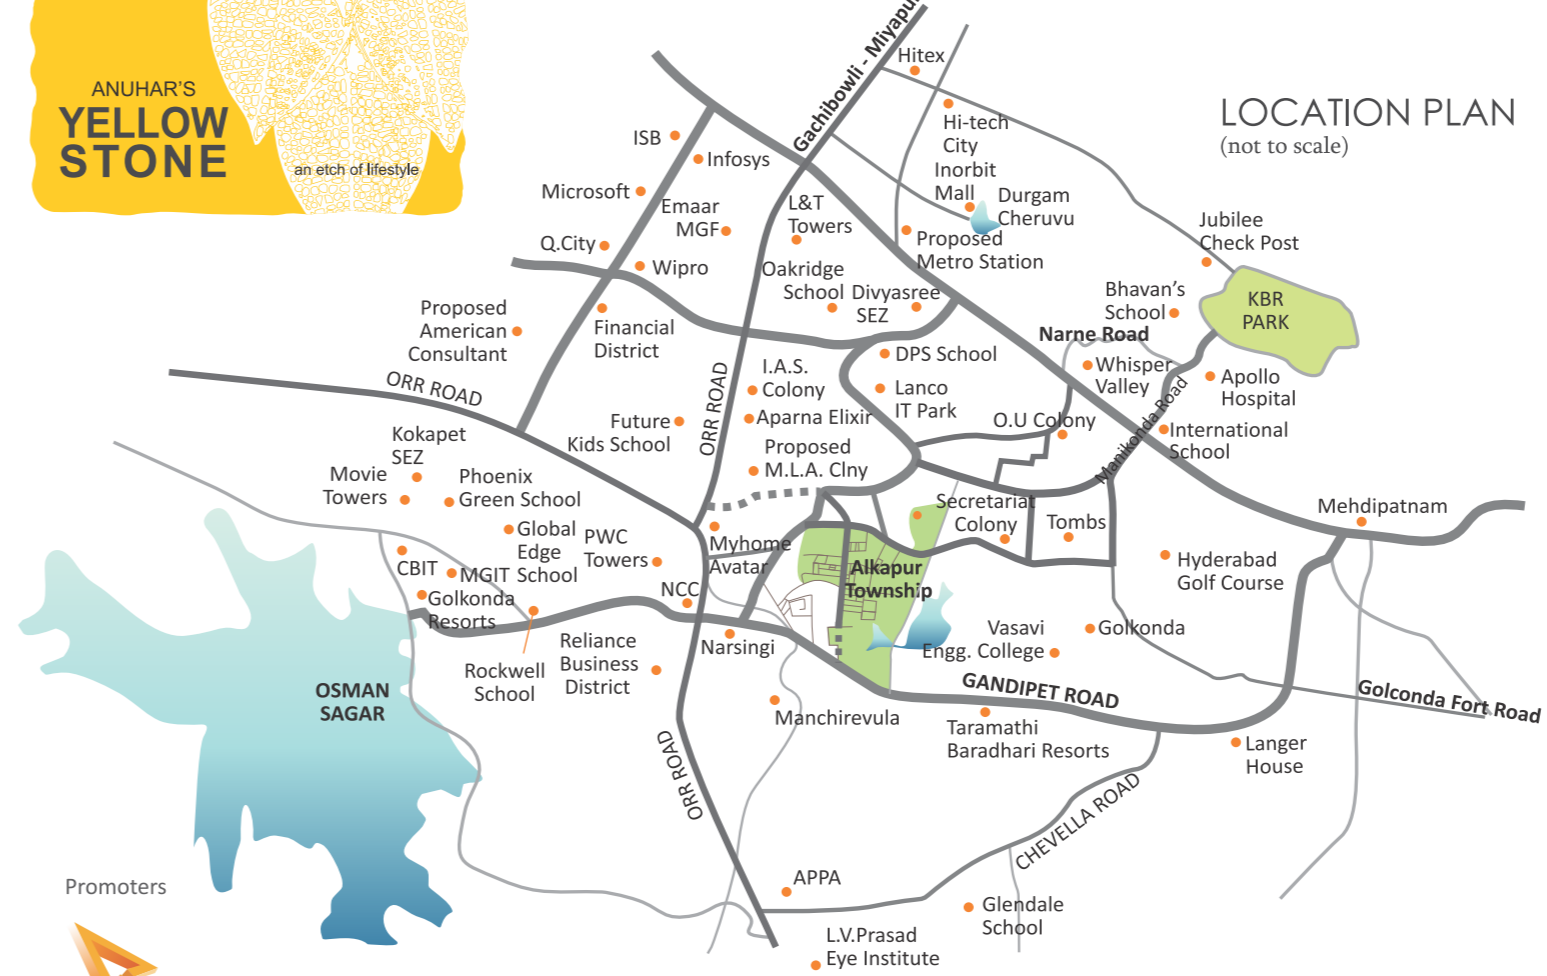 ANUHAR'S
YELLOW
STONE
an etch of lifestyle
LOCATION PLAN
(not to scale)
Gachibowli - Miyapur
Hitex
Hi-tech
City
Inorbit
Mall
Durgam
Cheruvu
ISB
Infosys
Microsoft
Emaar
MGF
L&T
Towers
Q.City
Wipro
Proposed
Metro Station
Jubilee
Check Post
Oakridge
School
Divyasree
SEZ
Bhavan's
School
KBR
PARK
Proposed
American
Consultant
Financial
District
Narne Road
DPS School
Whisper
Valley
I.A.S.
Colony
Lanco
IT Park
Apollo
Hospital
ORR ROAD
ORR ROAD
Future
Kids School
Aparna Elixir
O.U Colony
Manikonda Road
International
School
Kokapet
SEZ
Proposed
M.L.A. Clny
Movie
Towers
Phoenix
Green School
Secretariat
Colony
Tombs
Mehdipatnam
Global
Edge
School
PWC
Towers
Myhome
Avatar
CBIT
MGIT
Alkapur
Township
Hyderabad
Golf Course
Golkonda
Resorts
NCC
Narsingi
Vasavi
Engg. College
Golkonda
Rockwell
School
Reliance
Business
District
OSMAN
SAGAR
GANDIPET ROAD
Golconda Fort Road
Manchirevula
Taramathi
Baradhari Resorts
Langer
House
ORR ROAD
CHEVELLA ROAD
Promoters
APPA
Glendale
School
L.V.Prasad
Eye Institute